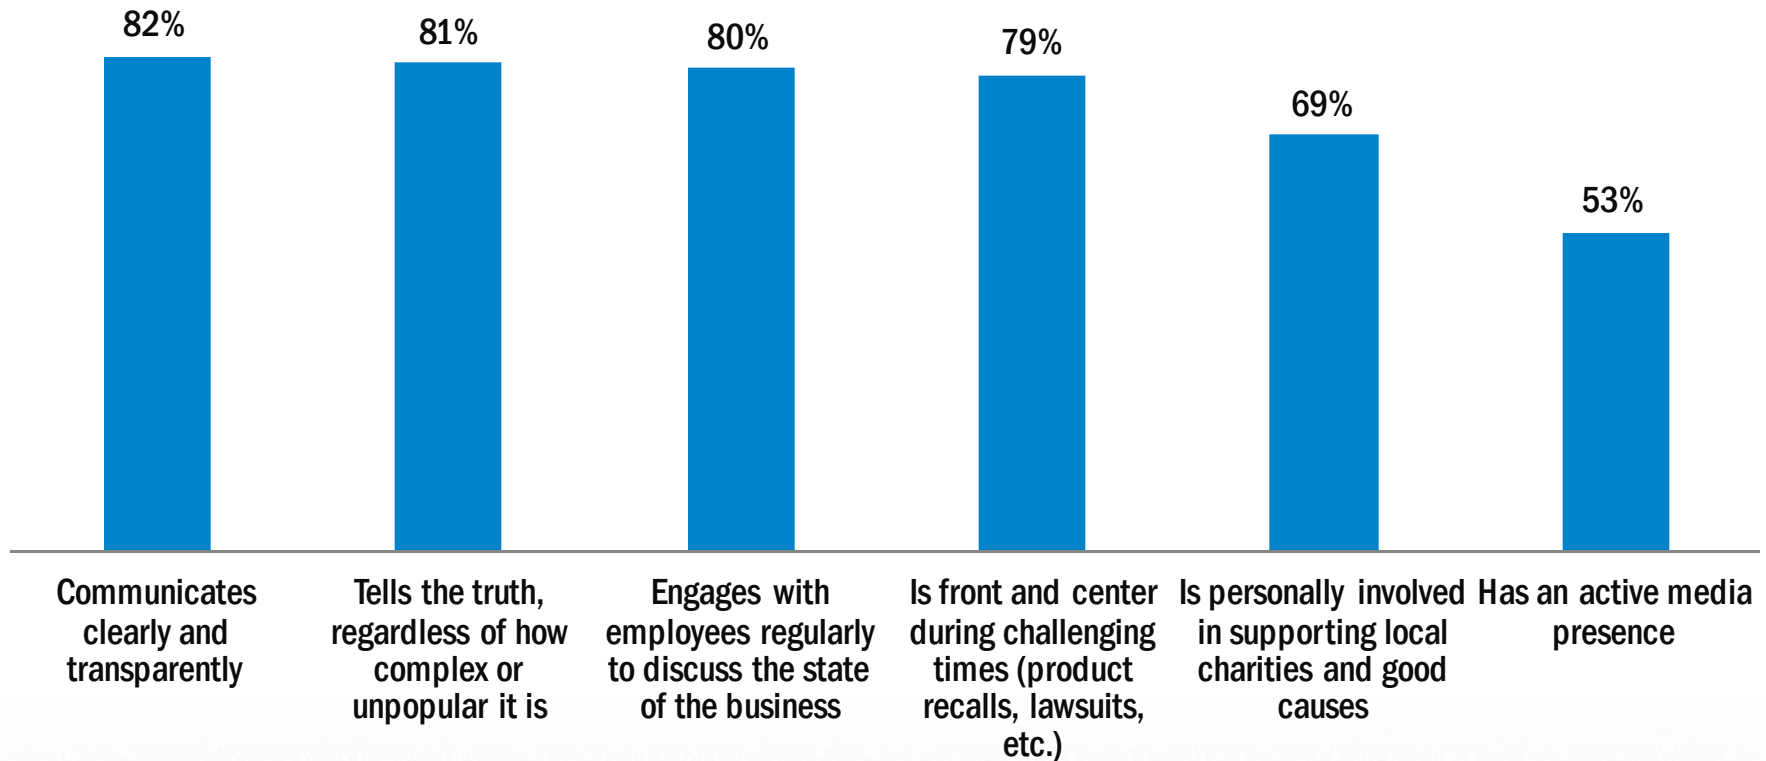 82%
81%
80%
79%
69%
53%
Communicates
clearly and
transparently
Tells the truth,
regardless of how
complex or
unpopular it is
Engages with
employees regularly
to discuss the state
of the business
Is front and center
during challenging
times (product
recalls, lawsuits,
etc.)
Is personally involved
in supporting local
charities and good
causes
Has an active media
presence